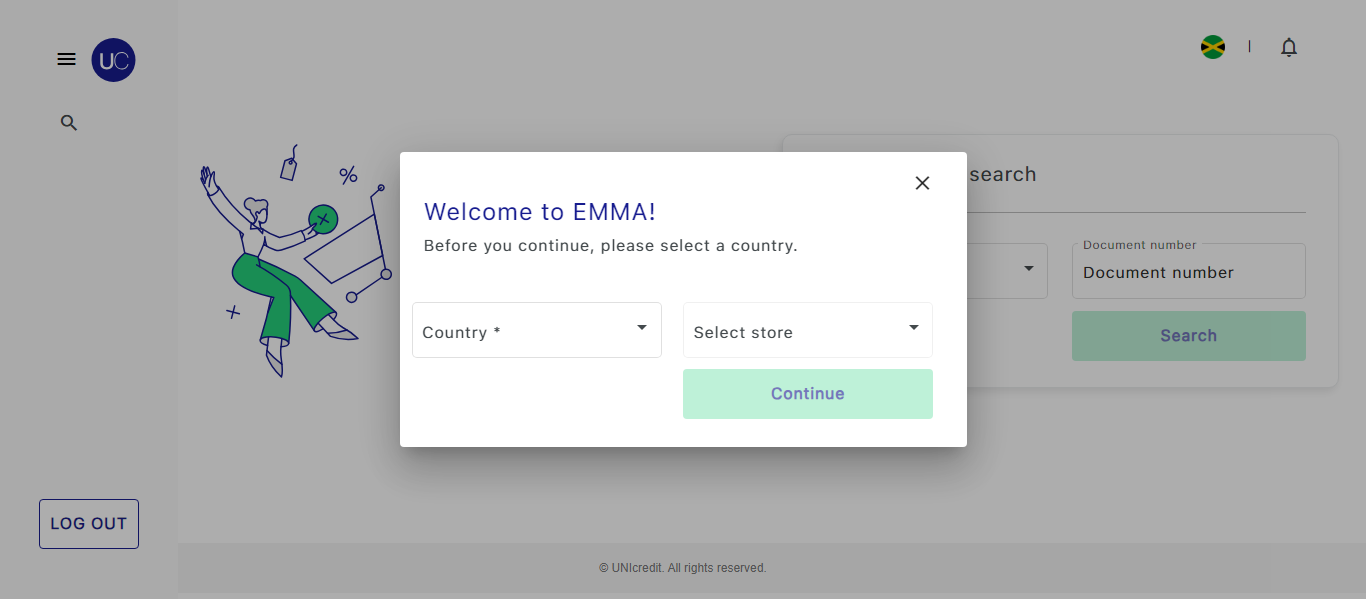 UC
search
Welcome to EMMA!
Before you continue, please select a country.
Document number
Document number
Country *
Select store
Search
Continue
LOG OUT
© UNIcredit. All rights reserved.